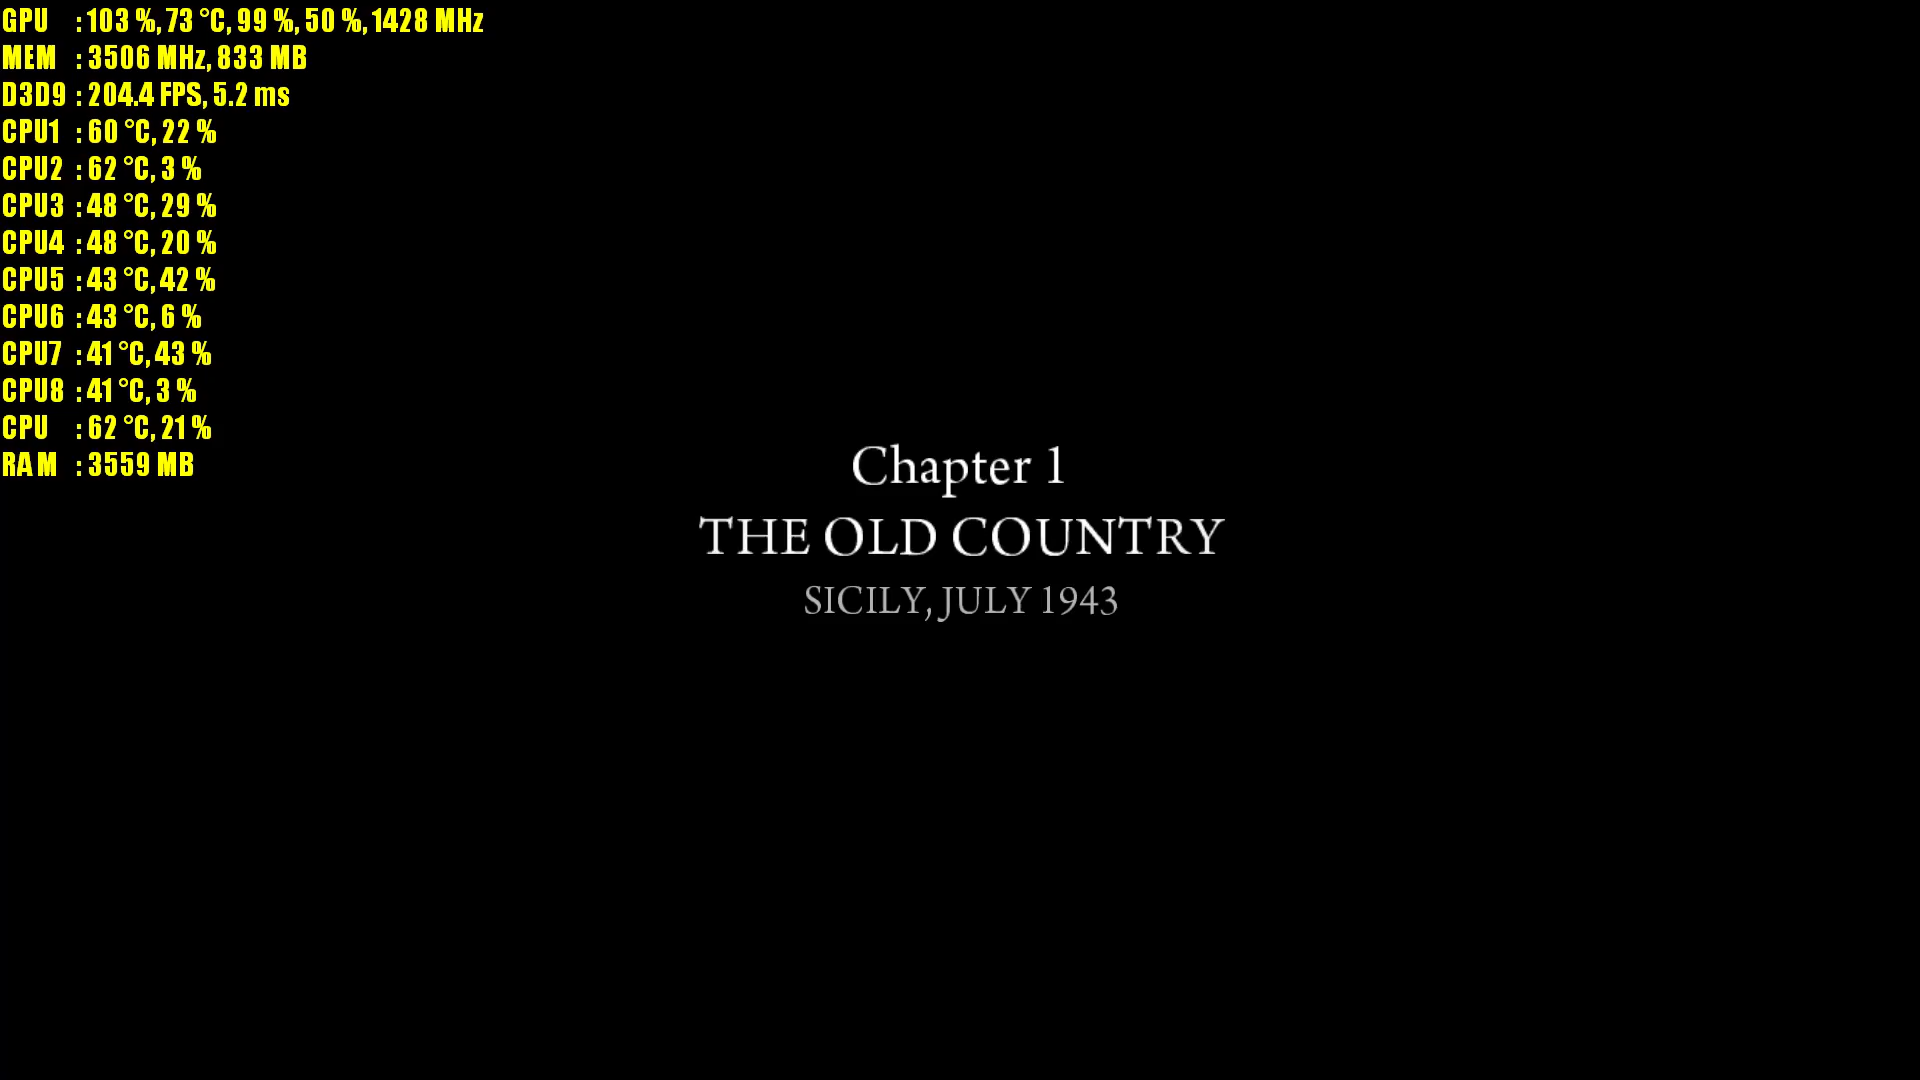 GPU : 103 %, 73 °C, 99 %, 50 %, 1428 MHz
MEM : 3506 MHz, 833 MB
D3D9 : 204.4 FPS, 5.2 ms
CPU1 : 60 °C, 22 %
CPU2 : 62 °C, 3 %
CPU3 : 48 °C, 29 %
CPU4 : 48 °C, 20 %
CPU5 : 43 °C, 42 %
CPU6 : 43 °C, 6 %
CPU7 : 41 °C, 43 %
CPU8 : 41 °C, 3 %
CPU : 62 °C, 21 %
RAM : 3559 MB
Chapter 1
THE OLD COUNTRY
SICILY, JULY 1943